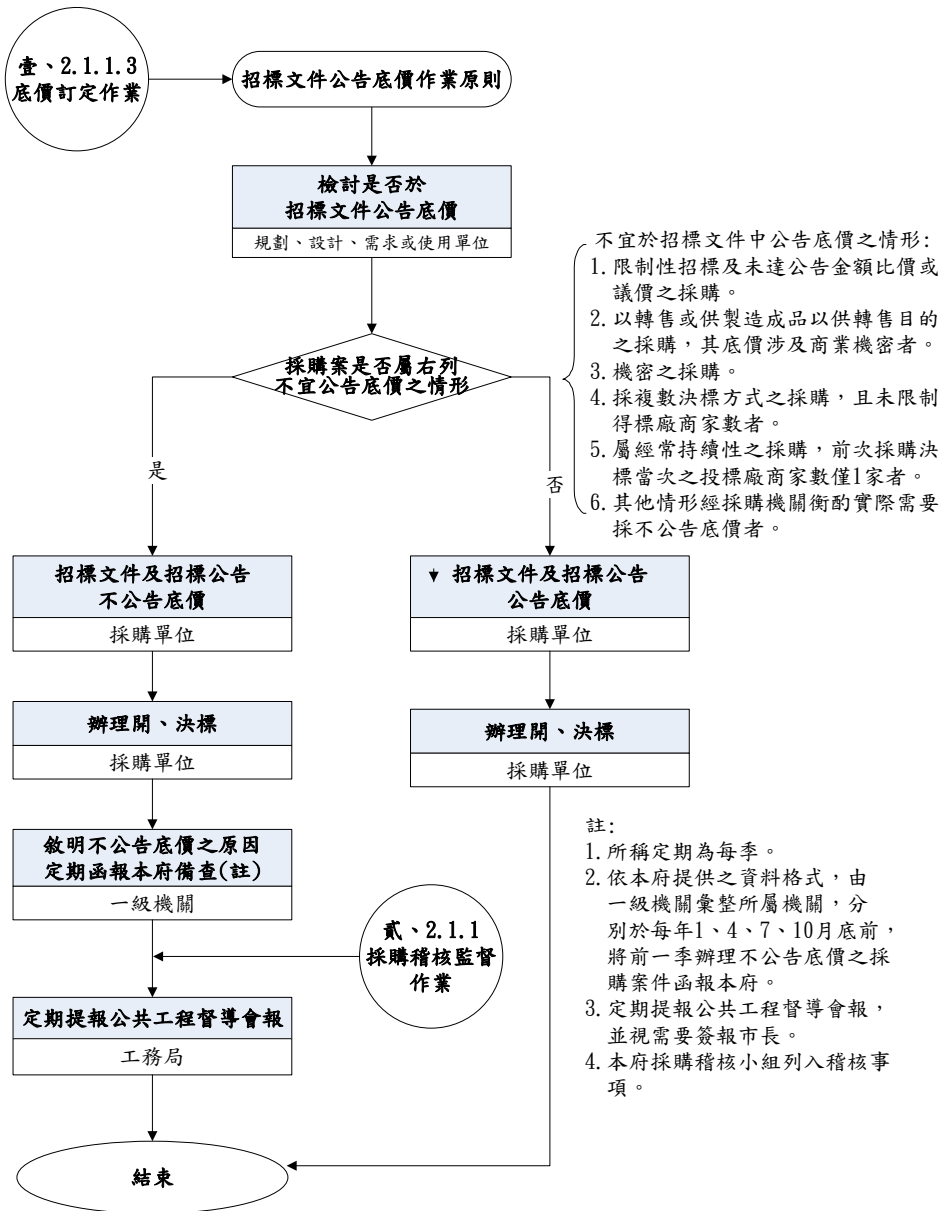 壹、2.1.1.3
底價訂定作業
招標文件公告底價作業原則
檢討是否於
招標文件公告底價
規劃、設計、需求或使用單位
採購案是否屬右列
不宜公告底價之情形
不宜於招標文件中公告底價之情形:
1.限制性招標及未達公告金額比價或
議價之採購。
2.以轉售或供製造成品以供轉售目的
之採購,其底價涉及商業機密者。
3.機密之採購。
4.採複數決標方式之採購,且未限制
得標廠商家數者。
5.屬經常持續性之採購,前次採購決
標當次之投標廠商家數僅1家者。
6.其他情形經採購機關衡酌實際需要
採不公告底價者。
是
否
招標文件及招標公告
不公告底價
採購單位
招標文件及招標公告
公告底價
採購單位
辦理開、決標
採購單位
辦理開、決標
採購單位
敘明不公告底價之原因
定期函報本府備查(註)
一級機關
貳、2.1.1
採購稽核監督
作業
定期提報公共工程督導會報
工務局
結束
註:
1.所稱定期為每季。
2.依本府提供之資料格式,由
一級機關彙整所屬機關,分
別於每年1、4、7、10月底前,
將前一季辦理不公告底價之採
購案件函報本府。
3.定期提報公共工程督導會報,
並視需要簽報市長。
4.本府採購稽核小組列入稽核事
項。